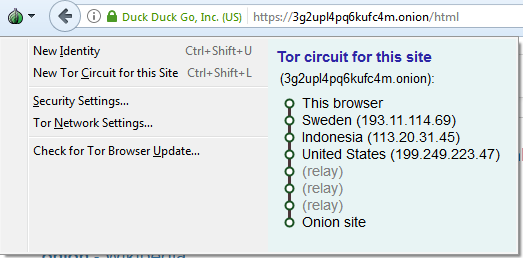 Duck Duck Go, Inc. (US) https://3g2upl4pq6kufc4m.onion/html
New Identity Ctrl+Shift+U
New Tor Circuit for this Site Ctrl+Shift+L
Security Settings...
Tor Network Settings...
Check for Tor Browser Update...
Tor circuit for this site
(3g2upl4pq6kufc4m.onion):
This browser
Sweden (193.11.114.69)
Indonesia (113.20.31.45)
United States (199.249.223.47)
(relay)
(relay)
(relay)
Onion site